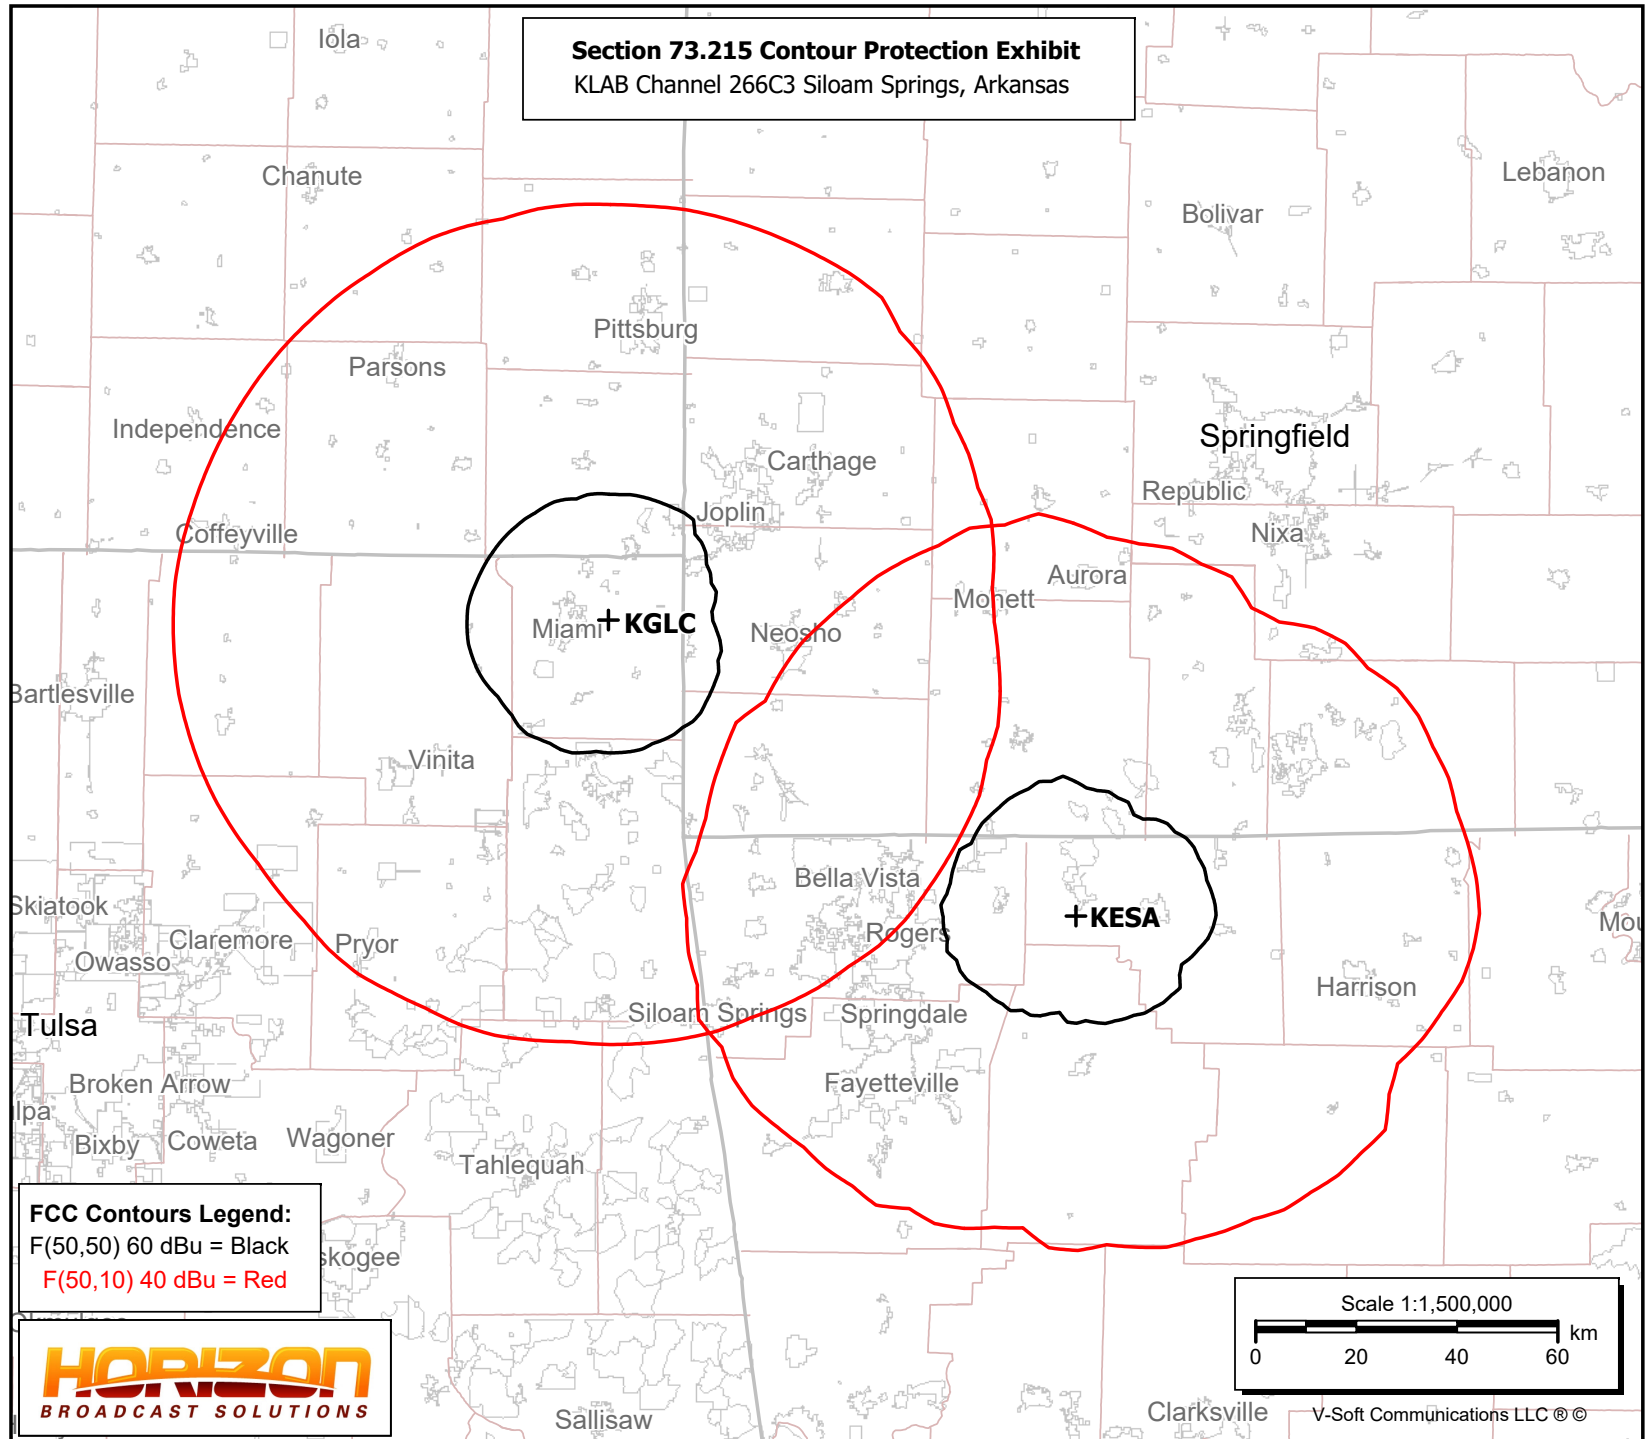 Section 73.215 Contour Protection Exhibit
KLAB Channel 266C3 Siloam Springs, Arkansas
Iola
Chanute
Lebanon
Bolivar
Pittsburg
Parsons
Independence
Springfield
Carthage
Republic
Joplin
Coffeyville
Nixa
Aurora
Monett
Miami
KGLC
Neosho
Bartlesville
Vinita
Bella Vista
Skiatook
KESA
Mou
Rogers
Claremore
Pryor
Owasso
Harrison
Siloam Springs
Springdale
Tulsa
Broken Arrow
Fayetteville
lpa
Bixby
Coweta
Wagoner
Tahlequah
FCC Contours Legend:
F(50,50) 60 dBu = Black
F(50,10) 40 dBu = Red
skogee
Scale 1:1,500,000
km
0 20 40 60
HORIZON
BROADCAST SOLUTIONS
Sallisaw
Clarksville
V-Soft Communications LLC ® ©